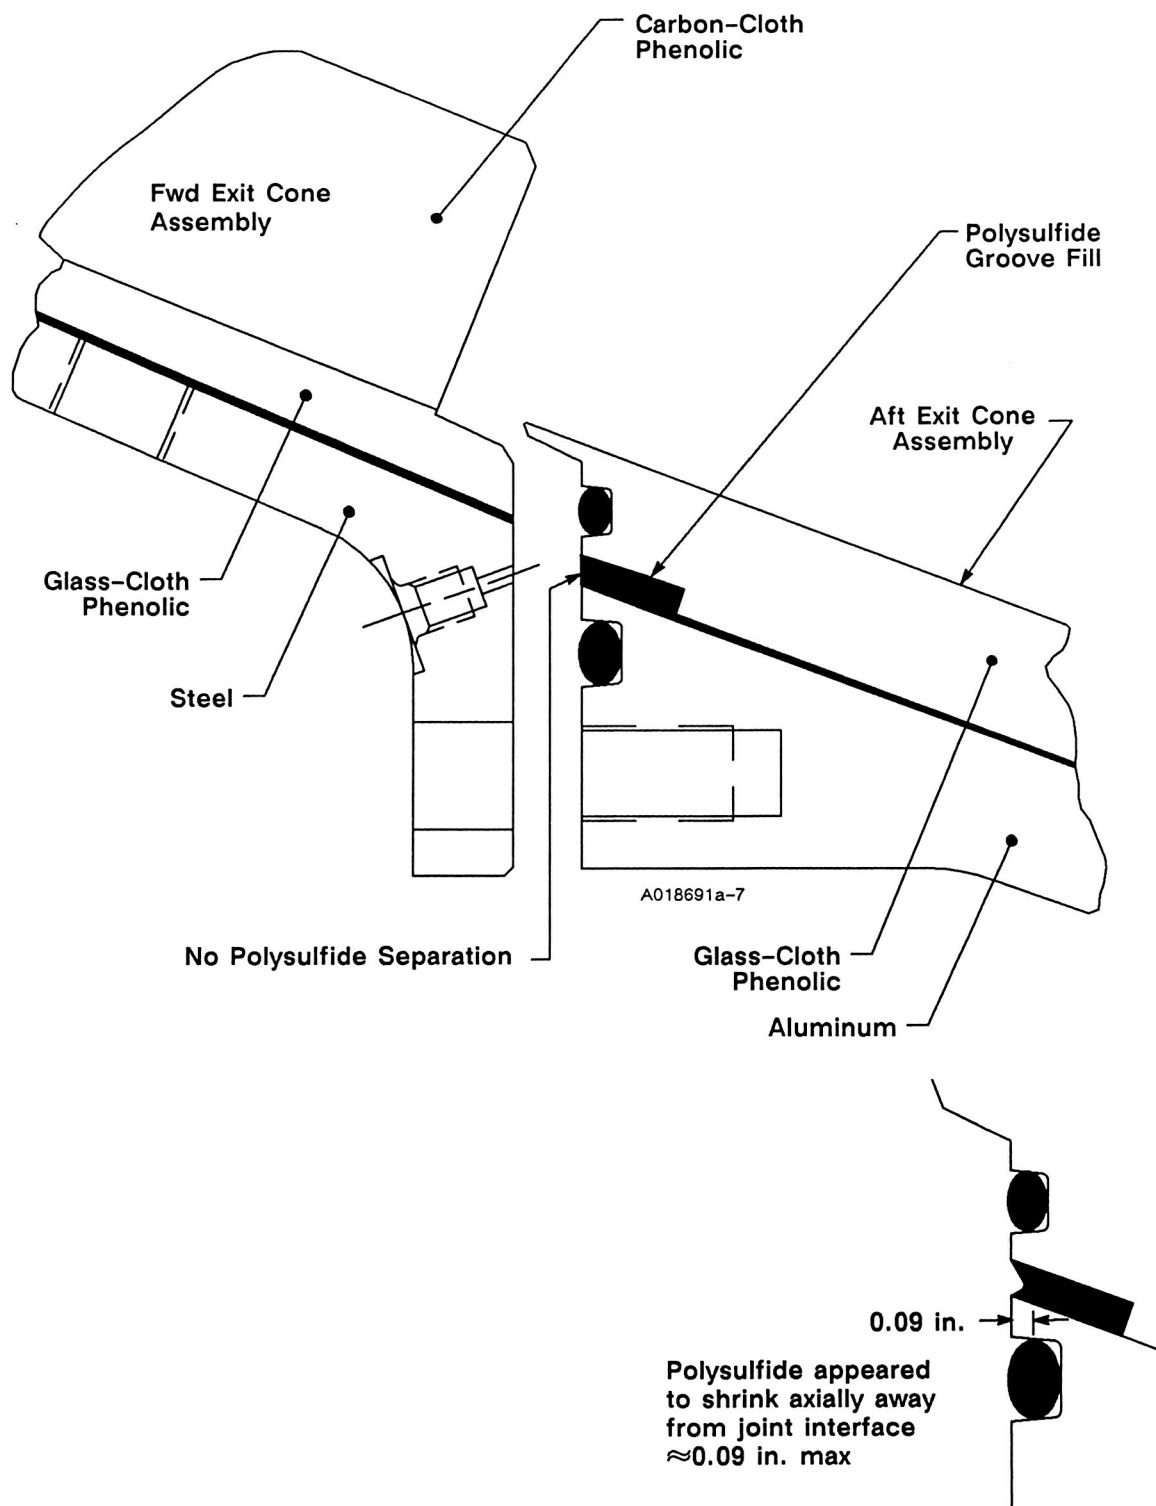 Carbon–Cloth
Phenolic
Fwd Exit Cone
Assembly
Polysulfide
Groove Fill
Aft Exit Cone
Assembly
Glass–Cloth
Phenolic
Steel
A018691a-7
No Polysulfide Separation
Glass–Cloth
Phenolic
Aluminum
0.09 in.
Polysulfide appeared
to shrink axially away
from joint interface
≈0.09 in. max